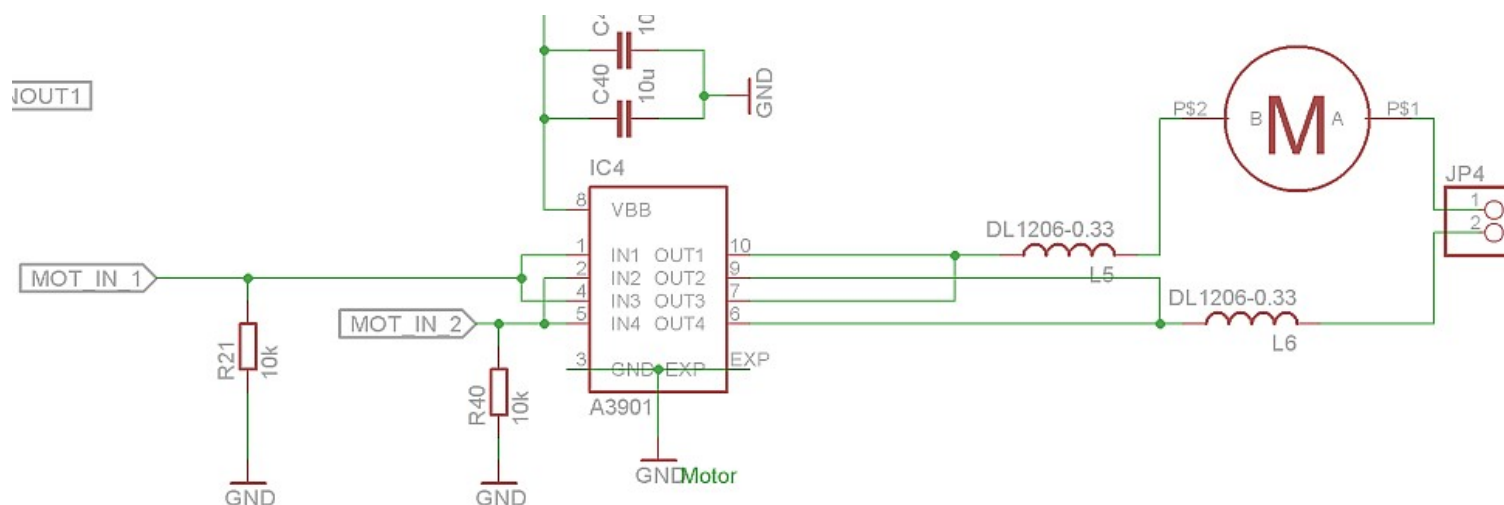 10
C40
10u
GND
NOUT1
P$2
B
M
A
P$1
IC4
JP4
1
2
8
VBB
DL1206-0.33
L5
1
IN1
OUT1
10
MOT_IN_1
2
IN2
OUT2
9
4
IN3
OUT3
7
DL1206-0.33
L6
MOT_IN_2
5
IN4
OUT4
6
R21
10k
3
GND
EXP
EXP
R40
10k
A3901
GND
Motor
GND
GND